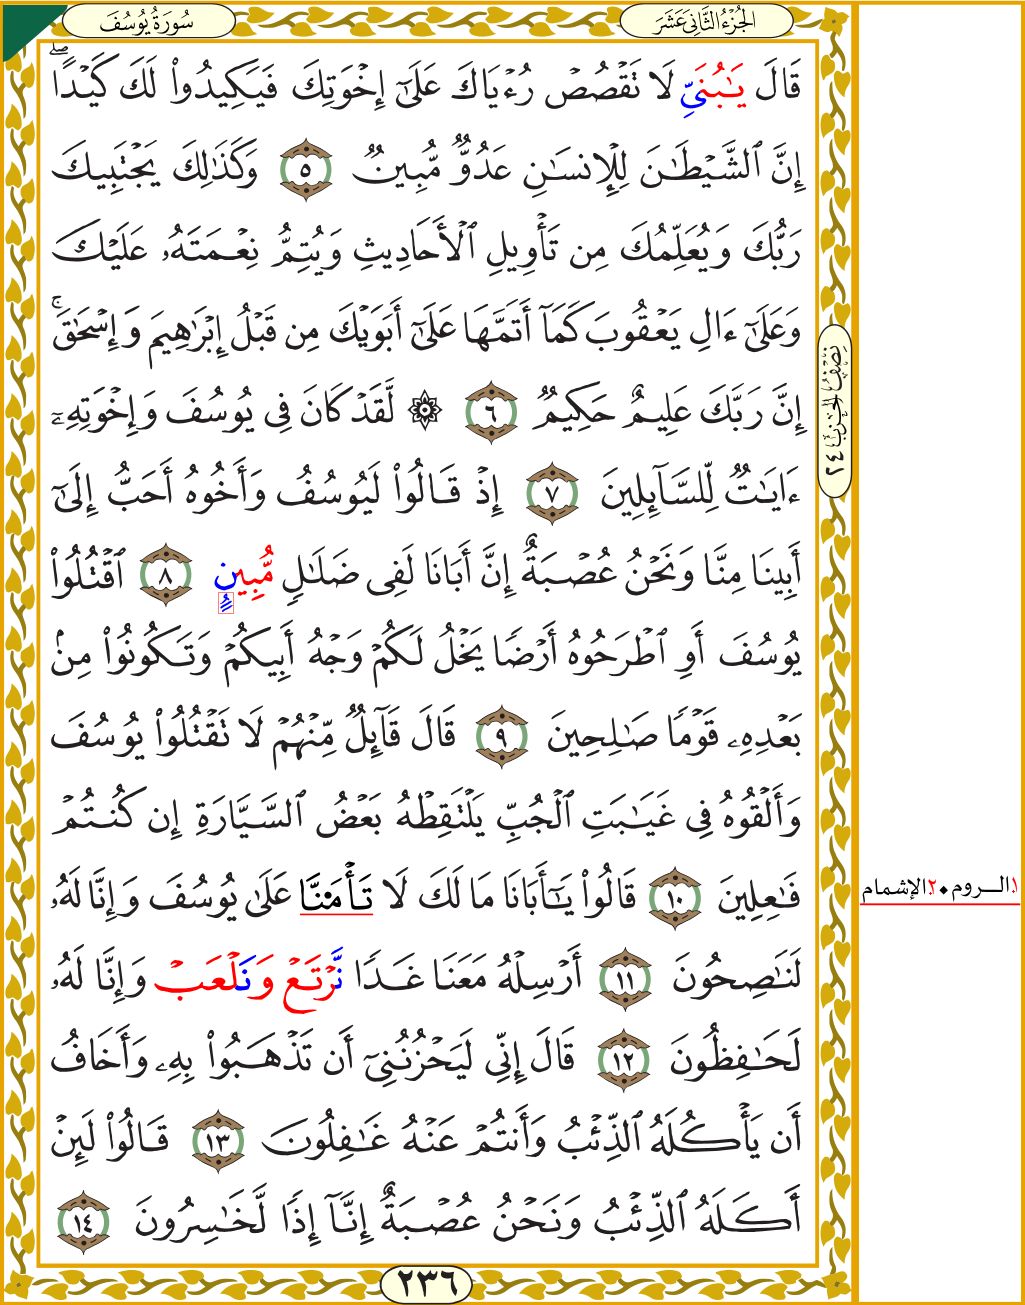 الجُزْءُ الثَّانِيَ عَشَرَ
سُورَةُ يُوسُفَ
قَالَ يَٰبُنَيِّ لَا تَقۡصُصۡ رُءۡيَاكَ عَلَىٰٓ إِخۡوَتِكَ فَيَكِيدُواْ لَكَ كَيۡدًاۖ
إِنَّ ٱلشَّيۡطَٰنَ لِلۡإِنسَٰنِ عَدُوّٞ مُّبِينٞ ٥ وَكَذَٰلِكَ يَجۡتَبِيكَ
رَبُّكَ وَيُعَلِّمُكَ مِن تَأۡوِيلِ ٱلۡأَحَادِيثِ وَيُتِمُّ نِعۡمَتَهُۥ عَلَيۡكَ
وَعَلَىٰٓ ءَالِ يَعۡقُوبَ كَمَآ أَتَمَّهَا عَلَىٰٓ أَبَوَيۡكَ مِن قَبۡلُ إِبۡرَٰهِيمَ وَإِسۡحَٰقَۚ
إِنَّ رَبَّكَ عَلِيمٌ حَكِيمٞ ٦ ۞ لَّقَدۡ كَانَ فِي يُوسُفَ وَإِخۡوَتِهِۦٓ
ءَايَٰتٞ لِّلسَّآئِلِينَ ٧ إِذۡ قَالُواْ لَيُوسُفُ وَأَخُوهُ أَحَبُّ إِلَىٰٓ
أَبِينَا مِنَّا وَنَحۡنُ عُصۡبَةٌ إِنَّ أَبَانَا لَفِي ضَلَٰلٖ مُّبِينٍ ٨ ٱقۡتُلُواْ
يُوسُفَ أَوِ ٱطۡرَحُوهُ أَرۡضٗا يَخۡلُ لَكُمۡ وَجۡهُ أَبِيكُمۡ وَتَكُونُواْ مِنۢ
بَعۡدِهِۦ قَوۡمٗا صَٰلِحِينَ ٩ قَالَ قَآئِلٞ مِّنۡهُمۡ لَا تَقۡتُلُواْ يُوسُفَ
وَأَلۡقُوهُ فِي غَيَٰبَتِ ٱلۡجُبِّ يَلۡتَقِطۡهُ بَعۡضُ ٱلسَّيَّارَةِ إِن كُنتُمۡ
فَٰعِلِينَ ١٠ قَالُواْ يَٰٓأَبَانَا مَا لَكَ لَا تَأۡمَ۬نَّا عَلَىٰ يُوسُفَ وَإِنَّا لَهُۥ
لَنَٰصِحُونَ ١١ أَرۡسِلۡهُ مَعَنَا غَدٗا نَّرۡتَعۡ وَنَلۡعَبۡ وَإِنَّا لَهُۥ
لَحَٰفِظُونَ ١٢ قَالَ إِنِّي لَيَحۡزُنُنِيٓ أَن تَذۡهَبُواْ بِهِۦ وَأَخَافُ
أَن يَأۡكُلَهُ ٱلذِّئۡبُ وَأَنتُمۡ عَنۡهُ غَٰفِلُونَ ١٣ قَالُواْ لَئِنۡ
أَكَلَهُ ٱلذِّئۡبُ وَنَحۡنُ عُصۡبَةٌ إِنَّآ إِذٗا لَّخَٰسِرُونَ ١٤
نِصْفُ الحِزْبِ ٢٤
١الـروم • ٢الإشمام
٢٣٦